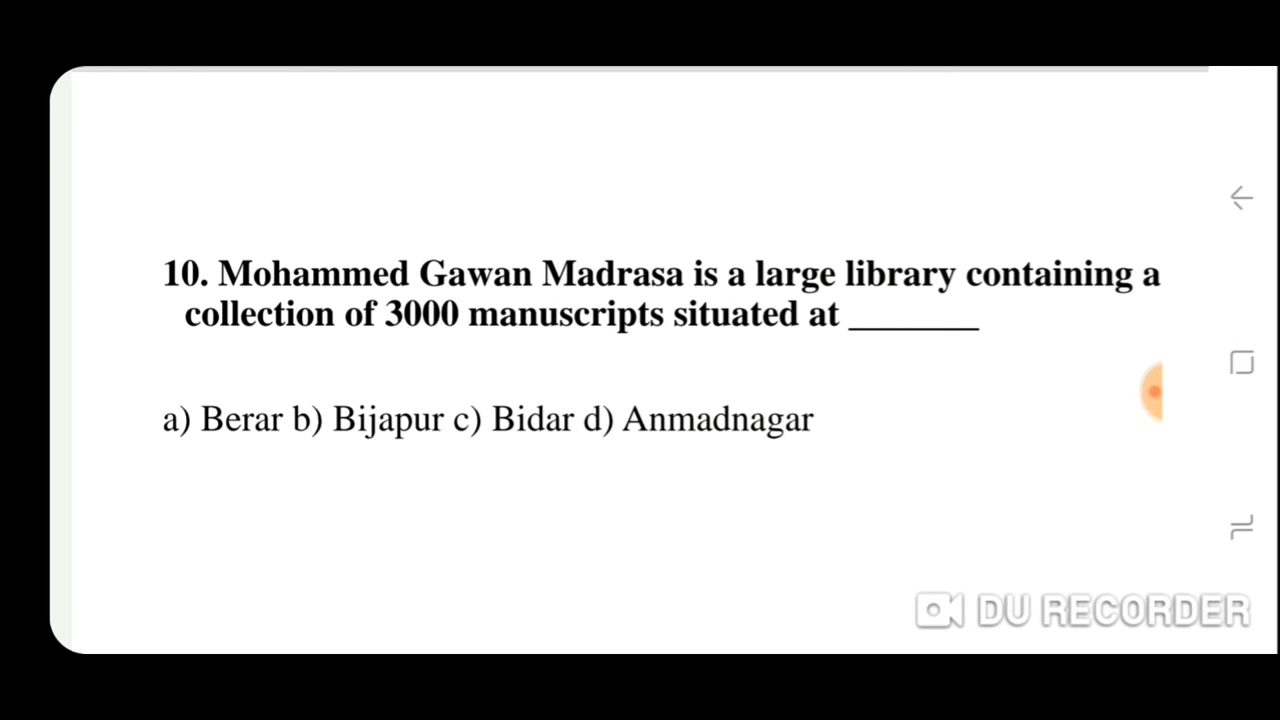 10. Mohammed Gawan Madrasa is a large library containing a
collection of 3000 manuscripts situated at _______
a) Berar b) Bijapur c) Bidar d) Anmadnagar
DU RECORDER